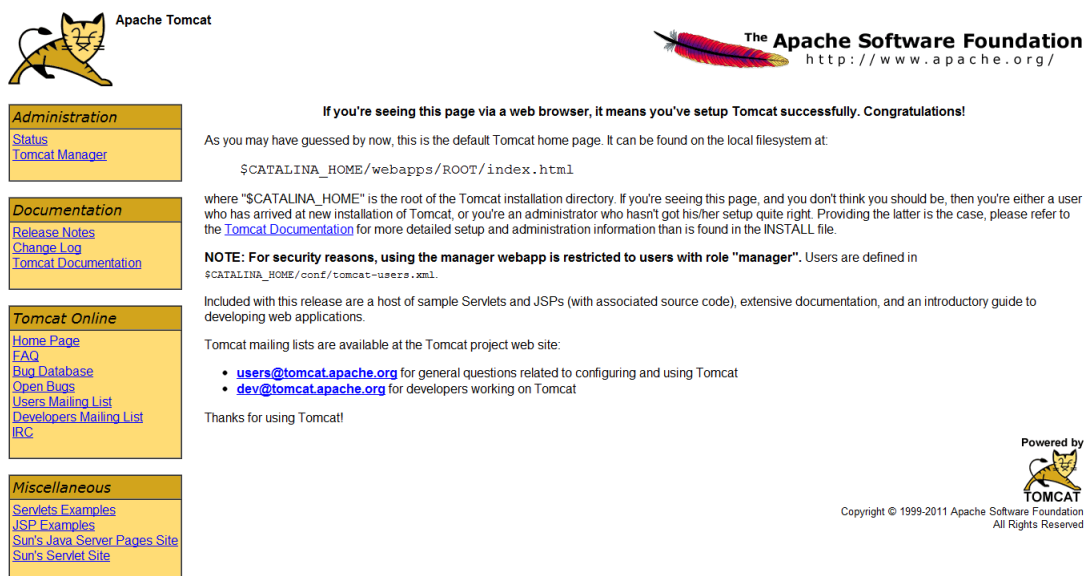 Apache Tomcat
The Apache Software Foundation
http://www.apache.org/
Administration
Status
Tomcat Manager
Documentation
Release Notes
Change Log
Tomcat Documentation
Tomcat Online
Home Page
FAQ
Bug Database
Open Bugs
Users Mailing List
Developers Mailing List
IRC
Miscellaneous
Servlets Examples
JSP Examples
Sun's Java Server Pages Site
Sun's Servlet Site
If you're seeing this page via a web browser, it means you've setup Tomcat successfully. Congratulations!
As you may have guessed by now, this is the default Tomcat home page. It can be found on the local filesystem at:
$CATALINA_HOME/webapps/ROOT/index.html
where "$CATALINA_HOME" is the root of the Tomcat installation directory. If you're seeing this page, and you don't think you should be, then you're either a user
who has arrived at new installation of Tomcat, or you're an administrator who hasn't got his/her setup quite right. Providing the latter is the case, please refer to
the Tomcat Documentation for more detailed setup and administration information than is found in the INSTALL file.
NOTE: For security reasons, using the manager webapp is restricted to users with role "manager". Users are defined in
$CATALINA_HOME/conf/tomcat-users.xml.
Included with this release are a host of sample Servlets and JSPs (with associated source code), extensive documentation, and an introductory guide to
developing web applications.
Tomcat mailing lists are available at the Tomcat project web site:
• users@tomcat.apache.org for general questions related to configuring and using Tomcat
• dev@tomcat.apache.org for developers working on Tomcat
Thanks for using Tomcat!
Powered by
TOMCAT
Copyright © 1999-2011 Apache Software Foundation
All Rights Reserved